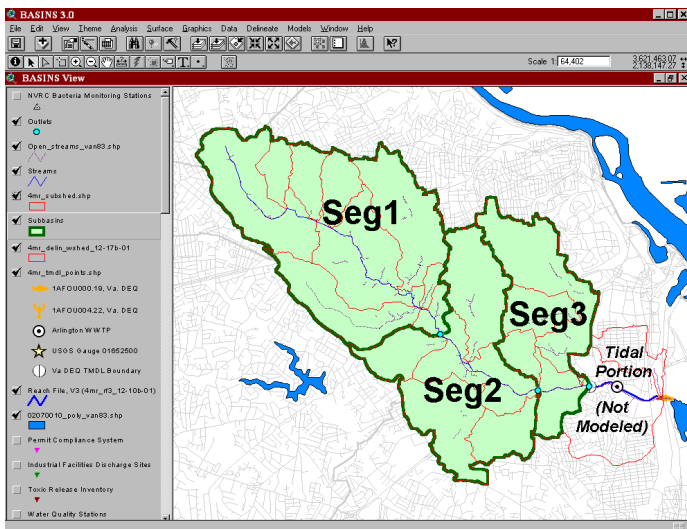 BASINS 3.0
File Edit View Theme Analysis Surface Graphics Data Delineate Models Window Help
Scale 1: 64,402
3,621,463.07
2,138,147.27
BASINS View
NVRC Bacteria Monitoring Stations
Outlets
Open_streams_van83.shp
Streams
4mr_subshed.shp
Subbasins
4mr_delin_wshed_12-17b-01
4mr_tmdl_points.shp
1AFOU000.19, Va. DEQ
1AFOU004.22, Va. DEQ
Arlington WWTP
USGS Gauge 01652500
Va DEQ TMDL Boundary
Reach File, V3 (4mr_rf3_12-10b-01)
02070010_poly_van83.shp
Permit Compliance System
Industrial Facilities Discharge Sites
Toxic Release Inventory
Water Quality Stations
Seg1
Seg2
Seg3
Tidal
Portion
(Not
Modeled)